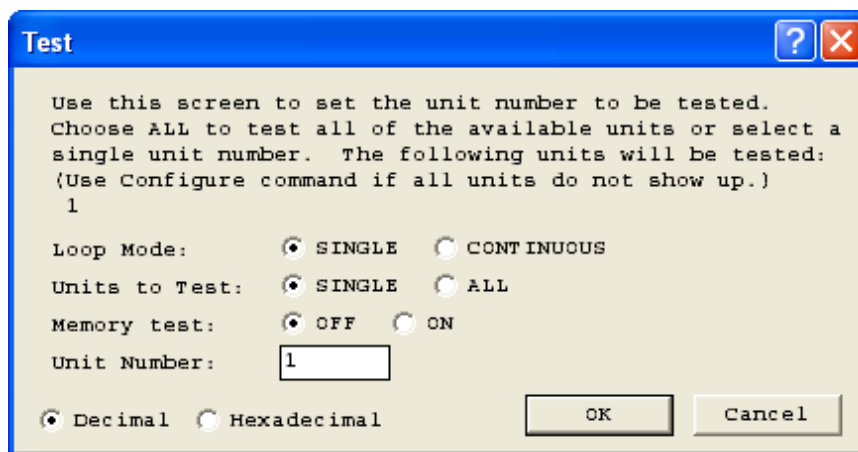 Test
Use this screen to set the unit number to be tested.
Choose ALL to test all of the available units or select a
single unit number. The following units will be tested:
(Use Configure command if all units do not show up.)
1
Loop Mode: SINGLE CONTINUOUS
Units to Test: SINGLE ALL
Memory test: OFF ON
Unit Number: 1
Decimal Hexadecimal OK Cancel